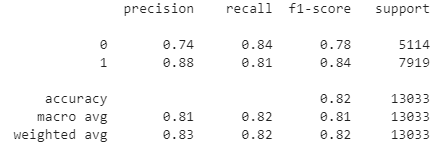 precision recall f1-score support
0 0.74 0.84 0.78 5114
1 0.88 0.81 0.84 7919
accuracy 0.82 13033
macro avg 0.81 0.82 0.81 13033
weighted avg 0.83 0.82 0.82 13033